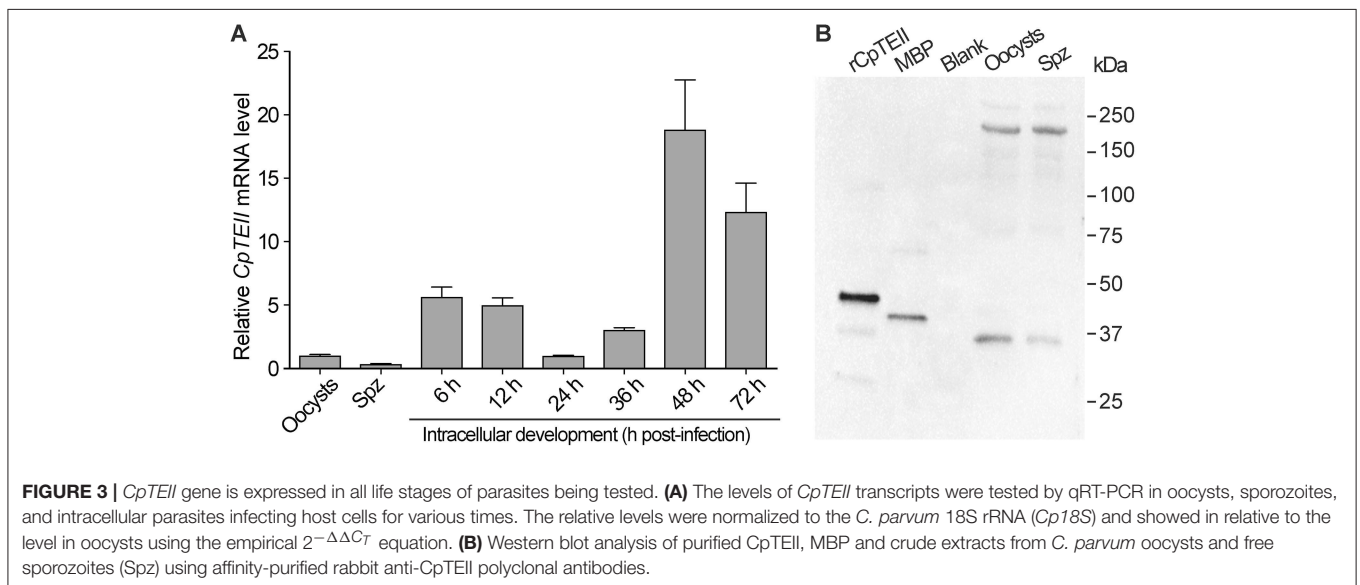 A
Relative CpTEII mRNA level
25
20
15
10
5
0
Oocysts
Spz
6 h
12 h
24 h
36 h
48 h
72 h
Intracellular development (h post-infection)
B
rCpTEII
MBP
Blank
Oocysts
Spz
kDa
-250
-150
-100
-75
-50
-37
-25
FIGURE 3 | CpTEII gene is expressed in all life stages of parasites being tested. (A) The levels of CpTEII transcripts were tested by qRT-PCR in oocysts, sporozoites,
and intracellular parasites infecting host cells for various times. The relative levels were normalized to the C. parvum 18S rRNA (Cp18S) and showed in relative to the
level in oocysts using the empirical 2^−ΔΔC_T equation. (B) Western blot analysis of purified CpTEII, MBP and crude extracts from C. parvum oocysts and free
sporozoites (Spz) using affinity-purified rabbit anti-CpTEII polyclonal antibodies.